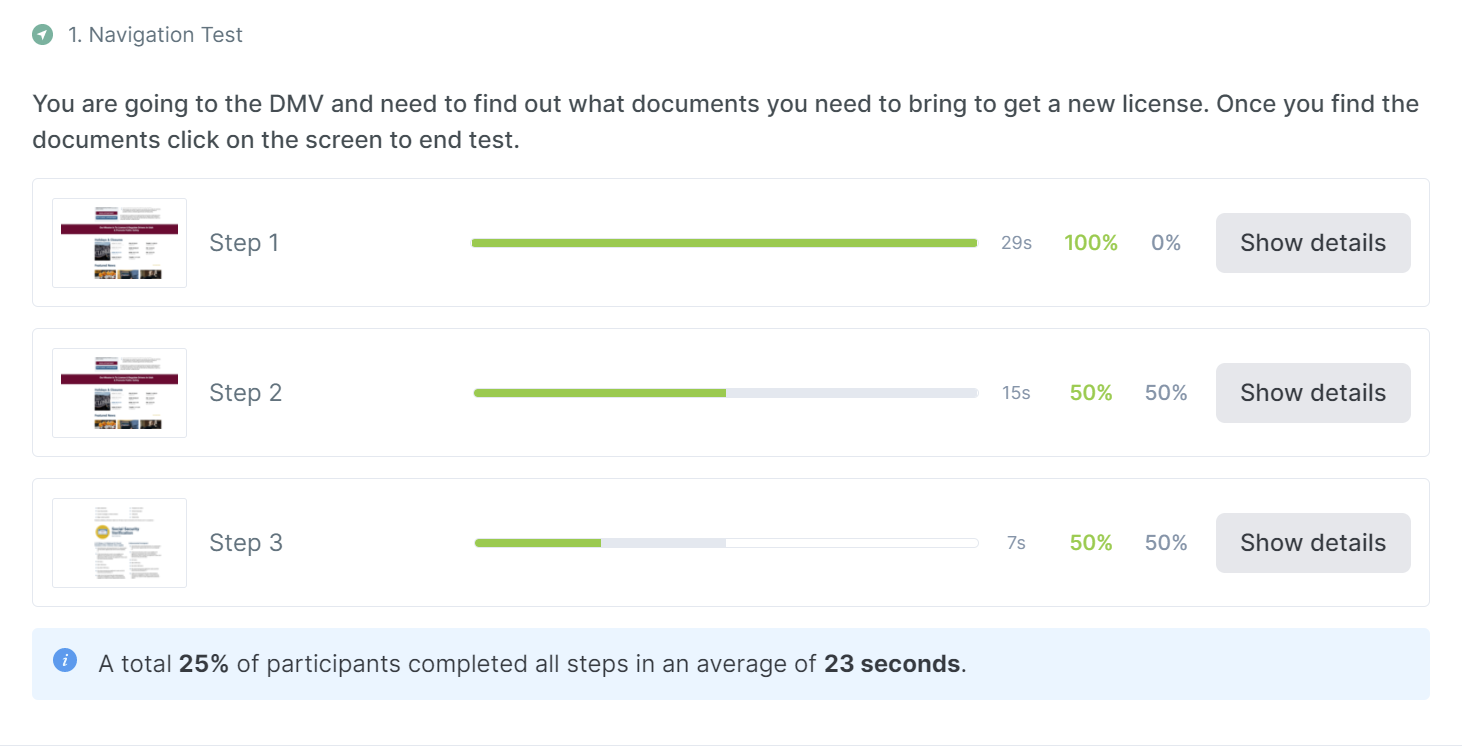 1. Navigation Test
You are going to the DMV and need to find out what documents you need to bring to get a new license. Once you find the
documents click on the screen to end test.
Step 1 29s 100% 0% Show details
Step 2 15s 50% 50% Show details
Social Security
Verification
Step 3 7s 50% 50% Show details
A total 25% of participants completed all steps in an average of 23 seconds.